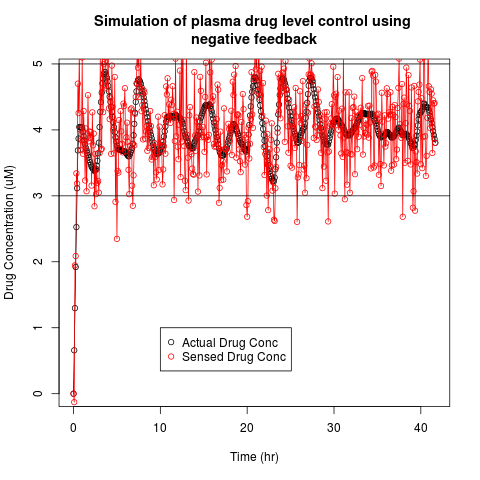 Simulation of plasma drug level control using
negative feedback
Drug Concentration (uM)
5
4
3
2
1
0
Actual Drug Conc
Sensed Drug Conc
0 10 20 30 40
Time (hr)